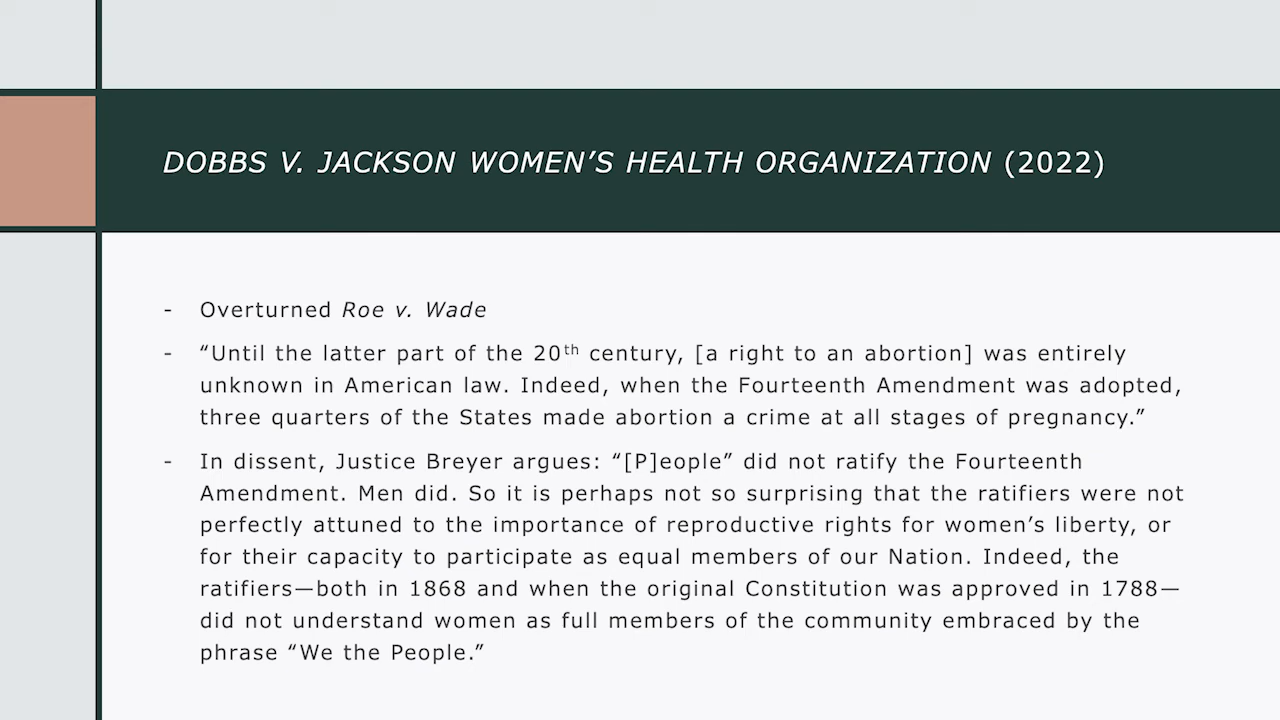 DOBBS V. JACKSON WOMEN’S HEALTH ORGANIZATION (2022)
- Overturned Roe v. Wade
- “Until the latter part of the 20th century, [a right to an abortion] was entirely
unknown in American law. Indeed, when the Fourteenth Amendment was adopted,
three quarters of the States made abortion a crime at all stages of pregnancy.”
- In dissent, Justice Breyer argues: “[P]eople” did not ratify the Fourteenth
Amendment. Men did. So it is perhaps not so surprising that the ratifiers were not
perfectly attuned to the importance of reproductive rights for women’s liberty, or
for their capacity to participate as equal members of our Nation. Indeed, the
ratifiers—both in 1868 and when the original Constitution was approved in 1788—
did not understand women as full members of the community embraced by the
phrase “We the People.”